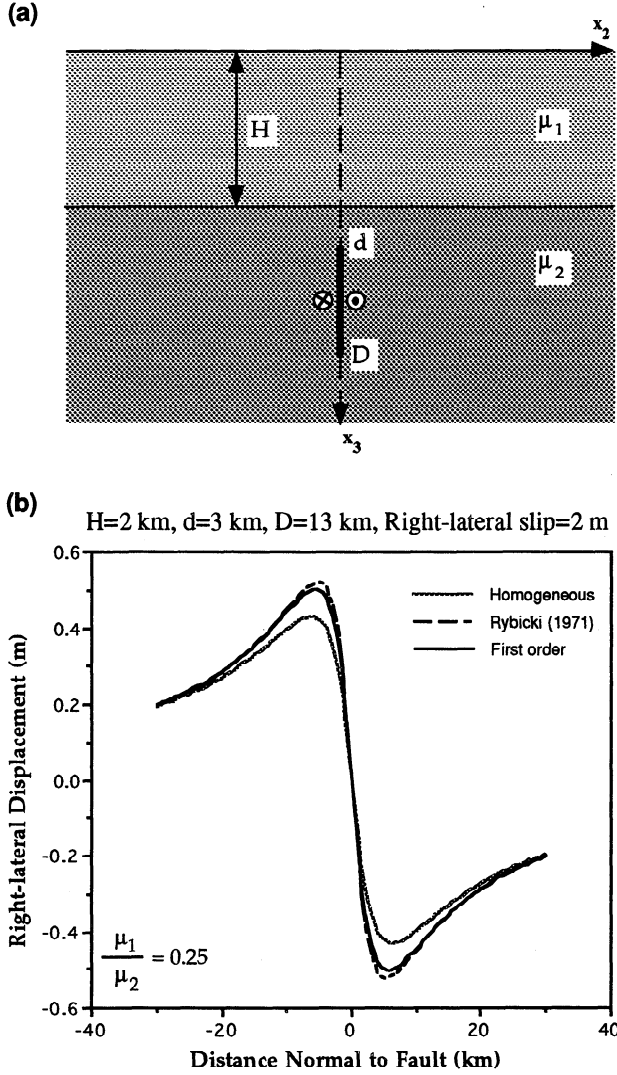 (a)
x₂
H
μ₁
d
μ₂
D
x₃
(b)
H=2 km, d=3 km, D=13 km, Right-lateral slip=2 m
Right-lateral Displacement (m)
0.6
0.4
0.2
0.0
-0.2
-0.4
-0.6
Homogeneous
Rybicki (1971)
First order
μ₁
μ₂
= 0.25
-40
-20
0
20
40
Distance Normal to Fault (km)